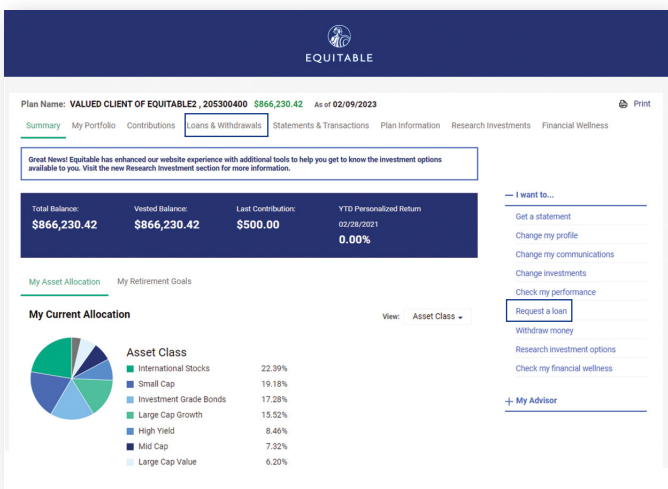 EQUITABLE
Plan Name: VALUED CLIENT OF EQUITABLE2 , 205300400 $866,230.42 As of 02/09/2023 Print
Summary My Portfolio Contributions Loans & Withdrawals Statements & Transactions Plan Information Research Investments Financial Wellness
Great News! Equitable has enhanced our website experience with additional tools to help you get to know the investment options
available to you. Visit the new Research Investment section for more information.
Total Balance: Vested Balance: Last Contribution: YTD Personalized Return
$866,230.42 $866,230.42 $500.00 02/28/2021
0.00%
My Asset Allocation My Retirement Goals
My Current Allocation View: Asset Class
Asset Class
International Stocks 22.39%
Small Cap 19.18%
Investment Grade Bonds 17.28%
Large Cap Growth 15.52%
High Yield 8.46%
Mid Cap 7.32%
Large Cap Value 6.20%
— I want to...
Get a statement
Change my profile
Change my communications
Change investments
Check my performance
Request a loan
Withdraw money
Research investment options
Check my financial wellness
+ My Advisor